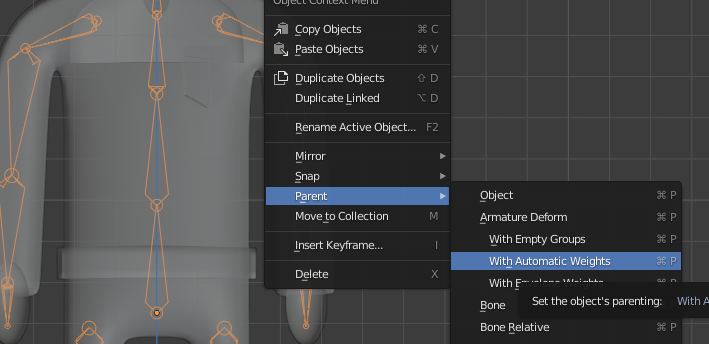 Object Context Menu
Copy Objects ⌘ C
Paste Objects ⌘ V
Duplicate Objects ⇧ D
Duplicate Linked ⌥ D
Rename Active Object... F2
Mirror
Snap
Parent
Move to Collection M
Insert Keyframe... I
Delete X
Object ⌘ P
Armature Deform ⌘ P
With Empty Groups ⌘ P
With Automatic Weights ⌘ P
With Envelope Weights
Bone
Set the object's parenting: With A
Bone Relative ⌘ P